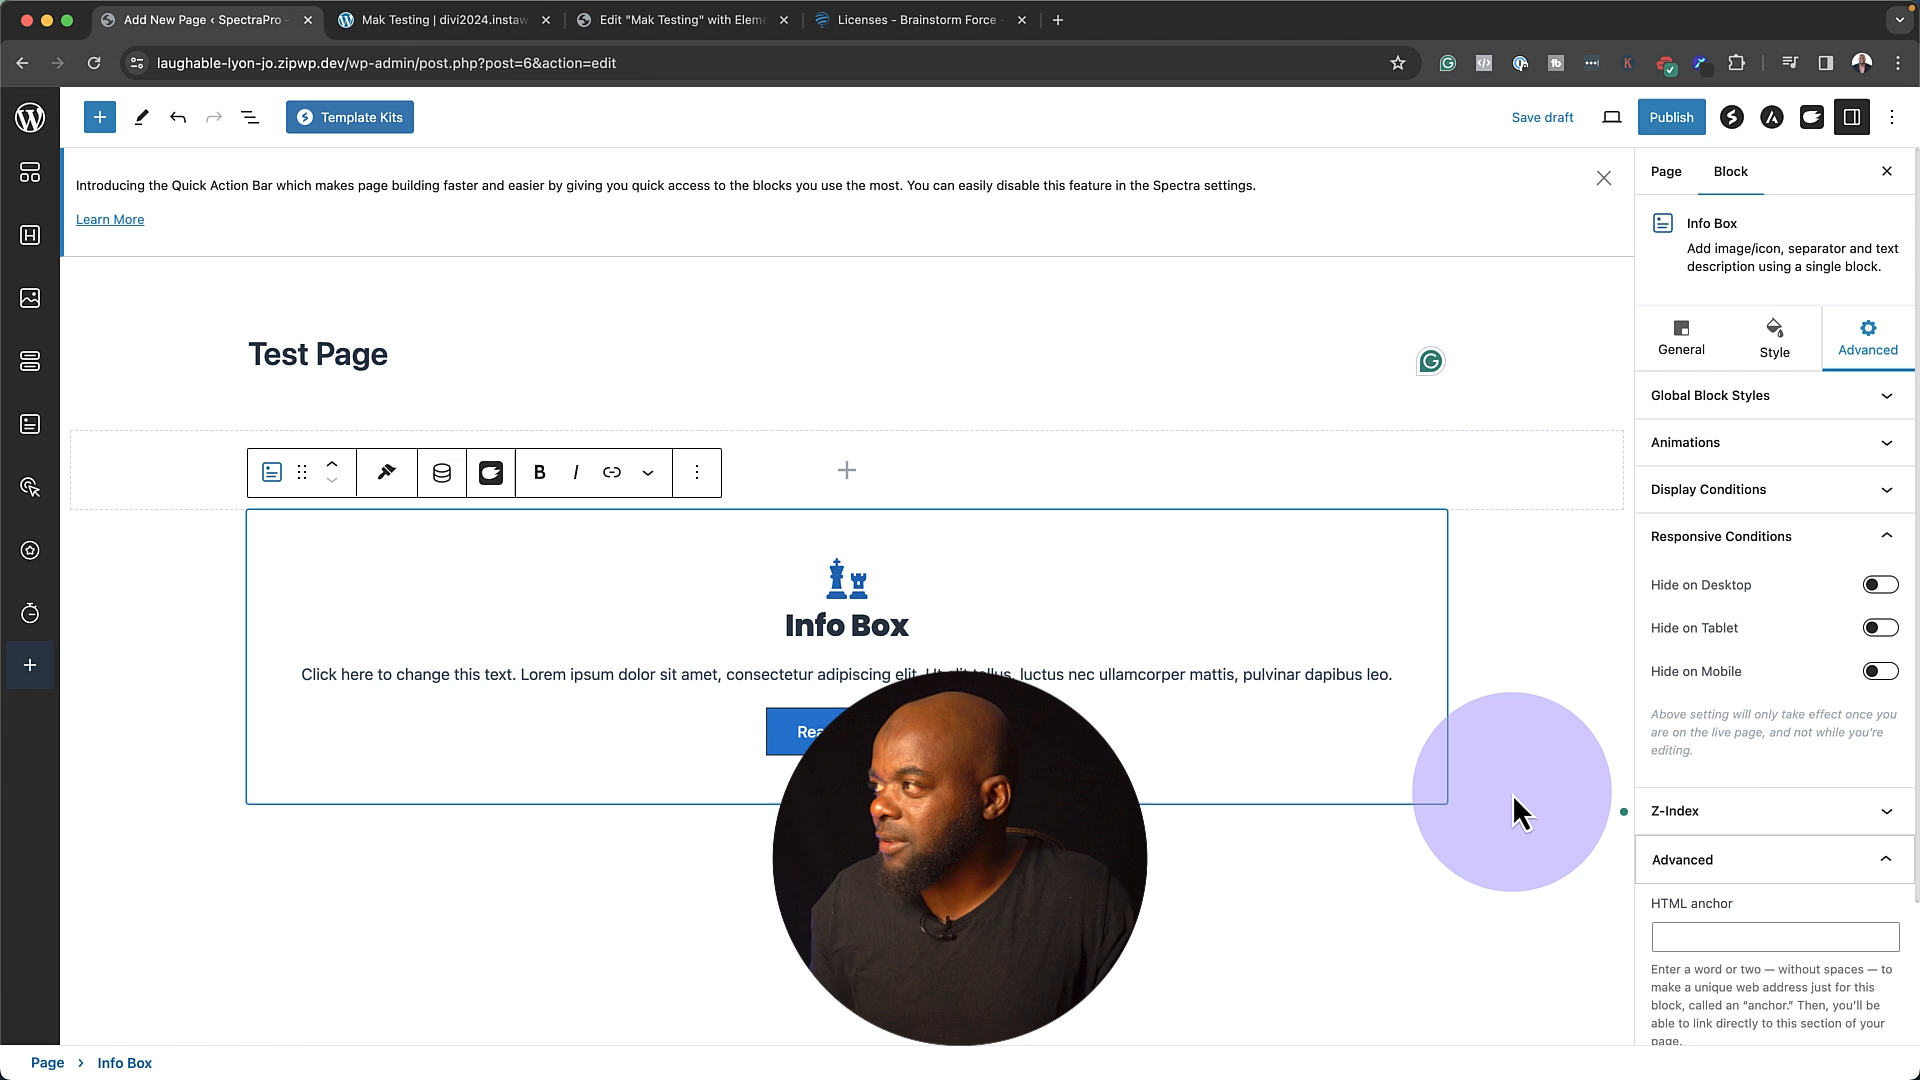 Add New Page ‹ SpectraPro –
Mak Testing | divi2024.instaw
Edit "Mak Testing" with Eleme
Licenses - Brainstorm Force -
laughable-lyon-jo.zipwp.dev/wp-admin/post.php?post=6&action=edit
Template Kits
Save draft
Publish
Introducing the Quick Action Bar which makes page building faster and easier by giving you quick access to the blocks you use the most. You can easily disable this feature in the Spectra settings.
Learn More
Test Page
Info Box
Click here to change this text. Lorem ipsum dolor sit amet, consectetur adipiscing elit. Ut elit tellus, luctus nec ullamcorper mattis, pulvinar dapibus leo.
Rea
Page
Block
Info Box
Add image/icon, separator and text
description using a single block.
General
Style
Advanced
Global Block Styles
Animations
Display Conditions
Responsive Conditions
Hide on Desktop
Hide on Tablet
Hide on Mobile
Above setting will only take effect once you
are on the live page, and not while you're
editing.
Z-Index
Advanced
HTML anchor
Enter a word or two — without spaces — to
make a unique web address just for this
block, called an “anchor.” Then, you’ll be
able to link directly to this section of your
page.
Page › Info Box